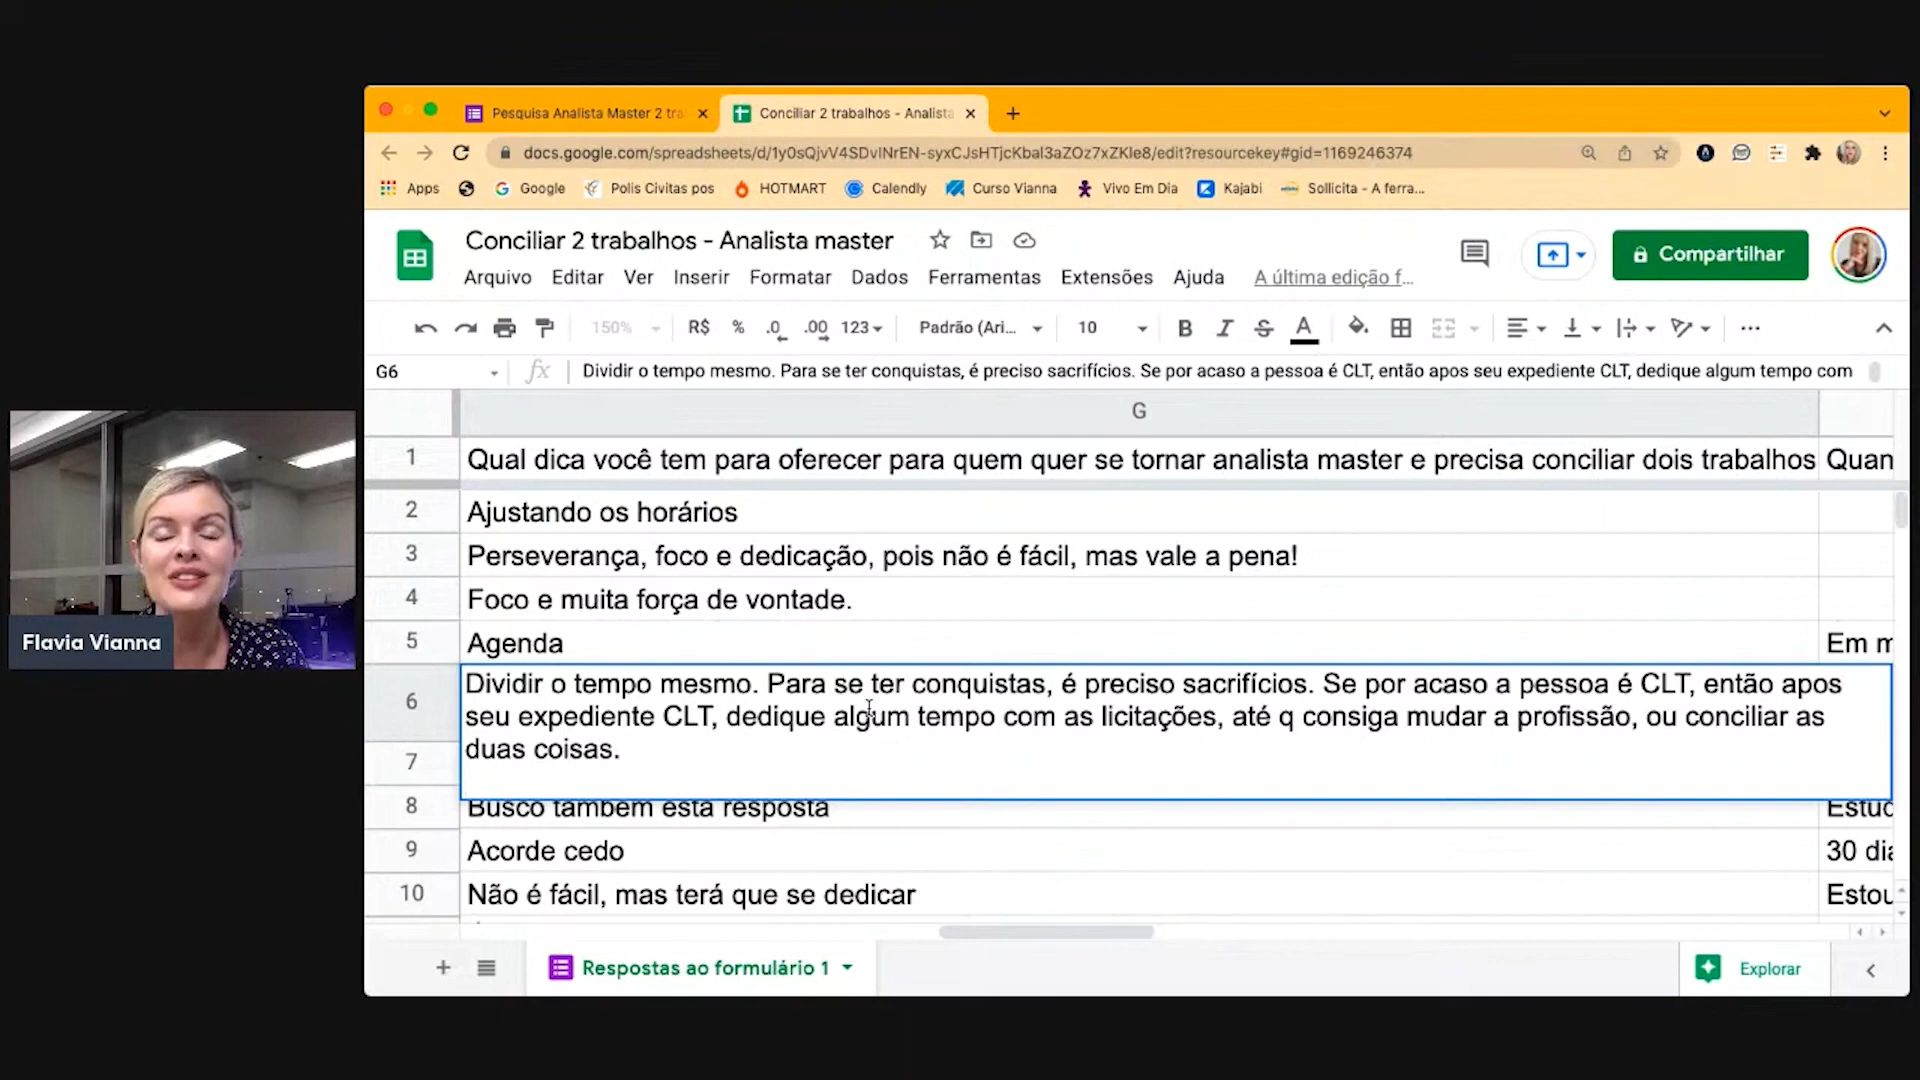 Pesquisa Analista Master 2 tra
Conciliar 2 trabalhos - Analista
docs.google.com/spreadsheets/d/1y0sQjvV4SDvINrEN-syxCJsHTjcKbal3aZOz7xZKle8/edit?resourcekey#gid=1169246374
Apps
Google
Polis Civitas pos
HOTMART
Calendly
Curso Vianna
Vivo Em Dia
Kajabi
Sollicita - A ferra...
Conciliar 2 trabalhos - Analista master
Arquivo Editar Ver Inserir Formatar Dados Ferramentas Extensões Ajuda A última edição f...
Compartilhar
150% R$ % .0 .00 123 Padrão (Ari... 10 B I S A
G6 fx Dividir o tempo mesmo. Para se ter conquistas, é preciso sacrifícios. Se por acaso a pessoa é CLT, então apos seu expediente CLT, dedique algum tempo com
G
1 Qual dica você tem para oferecer para quem quer se tornar analista master e precisa conciliar dois trabalhos Quan
2 Ajustando os horários
3 Perseverança, foco e dedicação, pois não é fácil, mas vale a pena!
4 Foco e muita força de vontade.
5 Agenda Em m
6 Dividir o tempo mesmo. Para se ter conquistas, é preciso sacrifícios. Se por acaso a pessoa é CLT, então apos
seu expediente CLT, dedique algum tempo com as licitações, até q consiga mudar a profissão, ou conciliar as
duas coisas.
7
8 Busco também esta resposta Estud
9 Acorde cedo 30 dia
10 Não é fácil, mas terá que se dedicar Estou
Respostas ao formulário 1
Explorar
Flavia Vianna